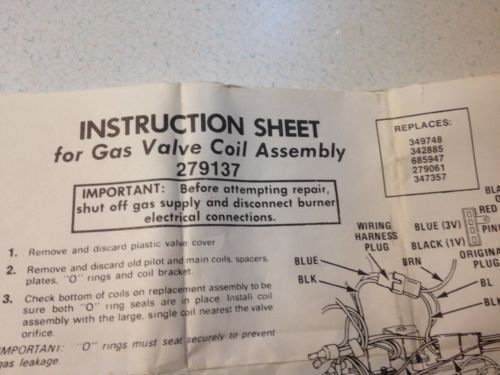 INSTRUCTION SHEET
for Gas Valve Coil Assembly
279137
IMPORTANT: Before attempting repair,
shut off gas supply and disconnect burner
electrical connections.
REPLACES:
349748
342885
685947
279061
347357
1. Remove and discard plastic valve cover
2. Remove and discard old pilot and main coils, spacers,
plates, "O" rings and coil bracket.
3. Check bottom of coils on replacement assembly to be
sure both "O" ring seals are in place. Install coil
assembly with the large, single coil nearest the valve
orifice.
IMPORTANT: "O" rings must seal securely to prevent
gas leakage.
BLUE
BLK
WIRING
HARNESS
PLUG
BRN
BLUE (3V)
BLACK (1V)
RED
PIN
ORIGINA
PLUG
BL